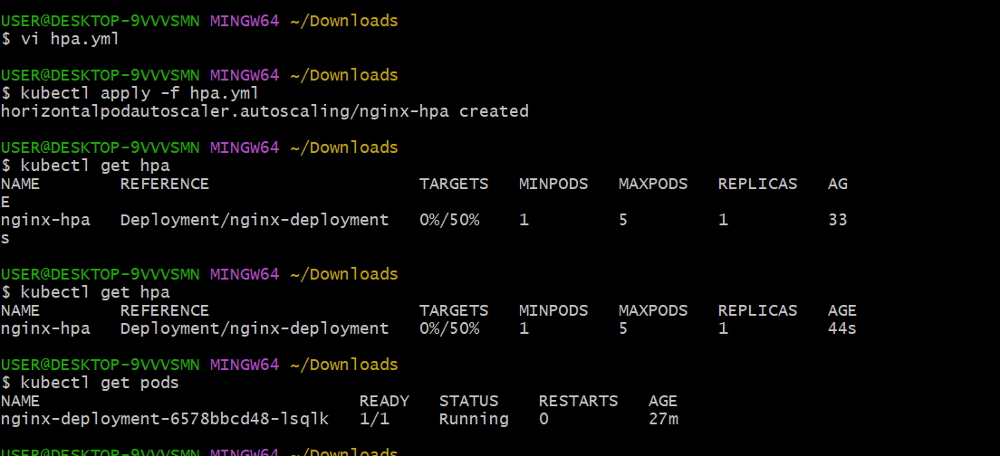 USER@DESKTOP-9VVVSMN MINGW64 ~/Downloads
$ vi hpa.yml
USER@DESKTOP-9VVVSMN MINGW64 ~/Downloads
$ kubectl apply -f hpa.yml
horizontalpodautoscaler.autoscaling/nginx-hpa created
USER@DESKTOP-9VVVSMN MINGW64 ~/Downloads
$ kubectl get hpa
NAME        REFERENCE                     TARGETS   MINPODS   MAXPODS   REPLICAS   AG
E
nginx-hpa   Deployment/nginx-deployment   0%/50%    1         5         1          33
s
USER@DESKTOP-9VVVSMN MINGW64 ~/Downloads
$ kubectl get hpa
NAME        REFERENCE                     TARGETS   MINPODS   MAXPODS   REPLICAS   AGE
nginx-hpa   Deployment/nginx-deployment   0%/50%    1         5         1          44s
USER@DESKTOP-9VVVSMN MINGW64 ~/Downloads
$ kubectl get pods
NAME                                READY   STATUS    RESTARTS   AGE
nginx-deployment-6578bbcd48-lsqlk   1/1     Running   0          27m
USER@DESKTOP-9VVVSMN MINGW64 ~/Downloads